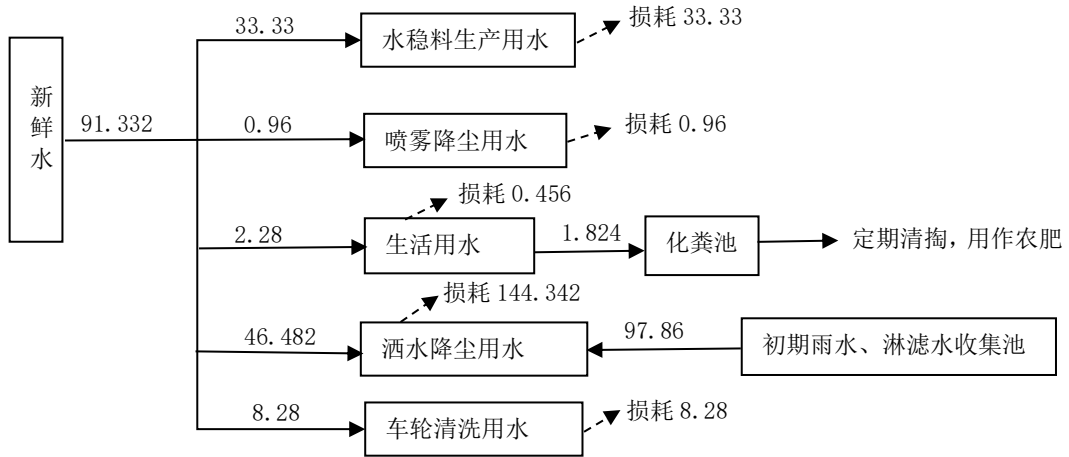 新鲜水
91.332
33.33
水稳料生产用水
损耗 33.33
0.96
喷雾降尘用水
损耗 0.96
2.28
生活用水
损耗 0.456
1.824
化粪池
定期清掏，用作农肥
46.482
洒水降尘用水
损耗 144.342
97.86
初期雨水、淋滤水收集池
8.28
车轮清洗用水
损耗 8.28